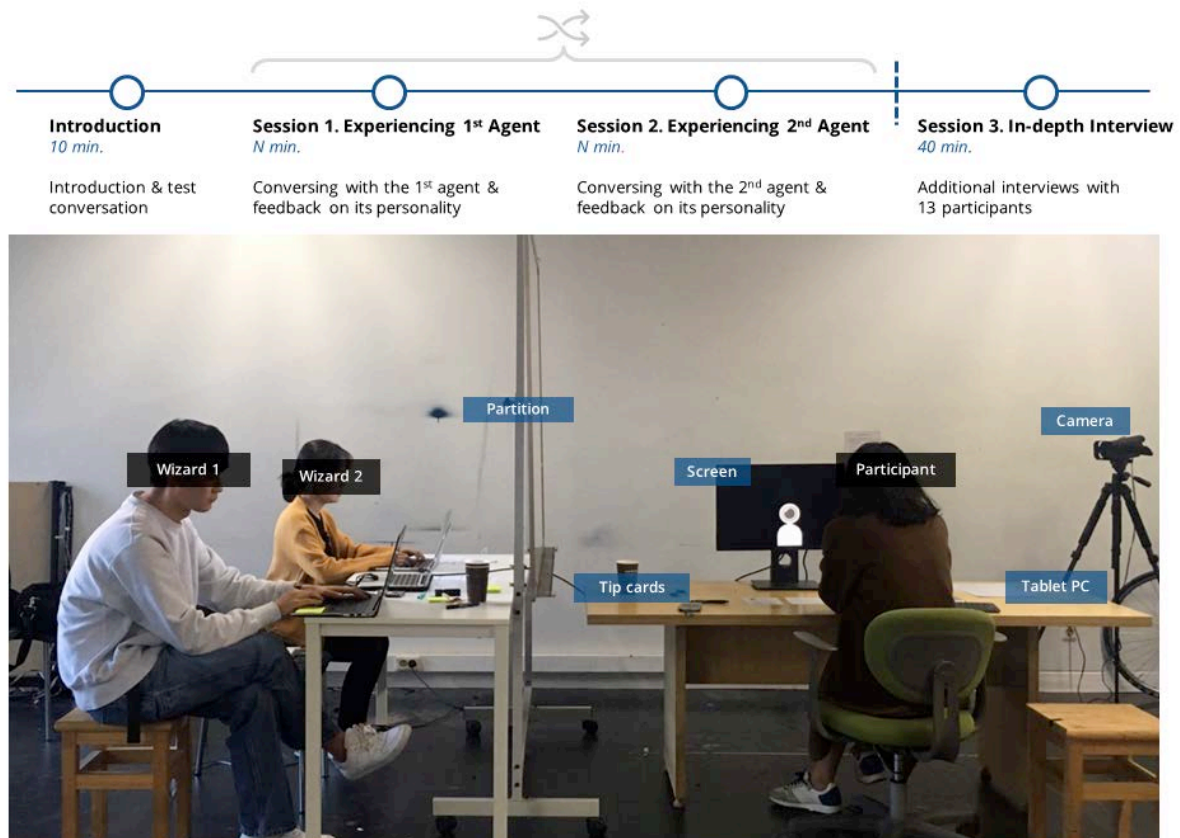 Introduction
10 min.
Introduction & test
conversation
Session 1. Experiencing 1st Agent
N min.
Conversing with the 1st agent &
feedback on its personality
Session 2. Experiencing 2nd Agent
N min.
Conversing with the 2nd agent &
feedback on its personality
Session 3. In-depth Interview
40 min.
Additional interviews with
13 participants
Partition
Camera
Wizard 1
Wizard 2
Screen
Participant
Tip cards
Tablet PC